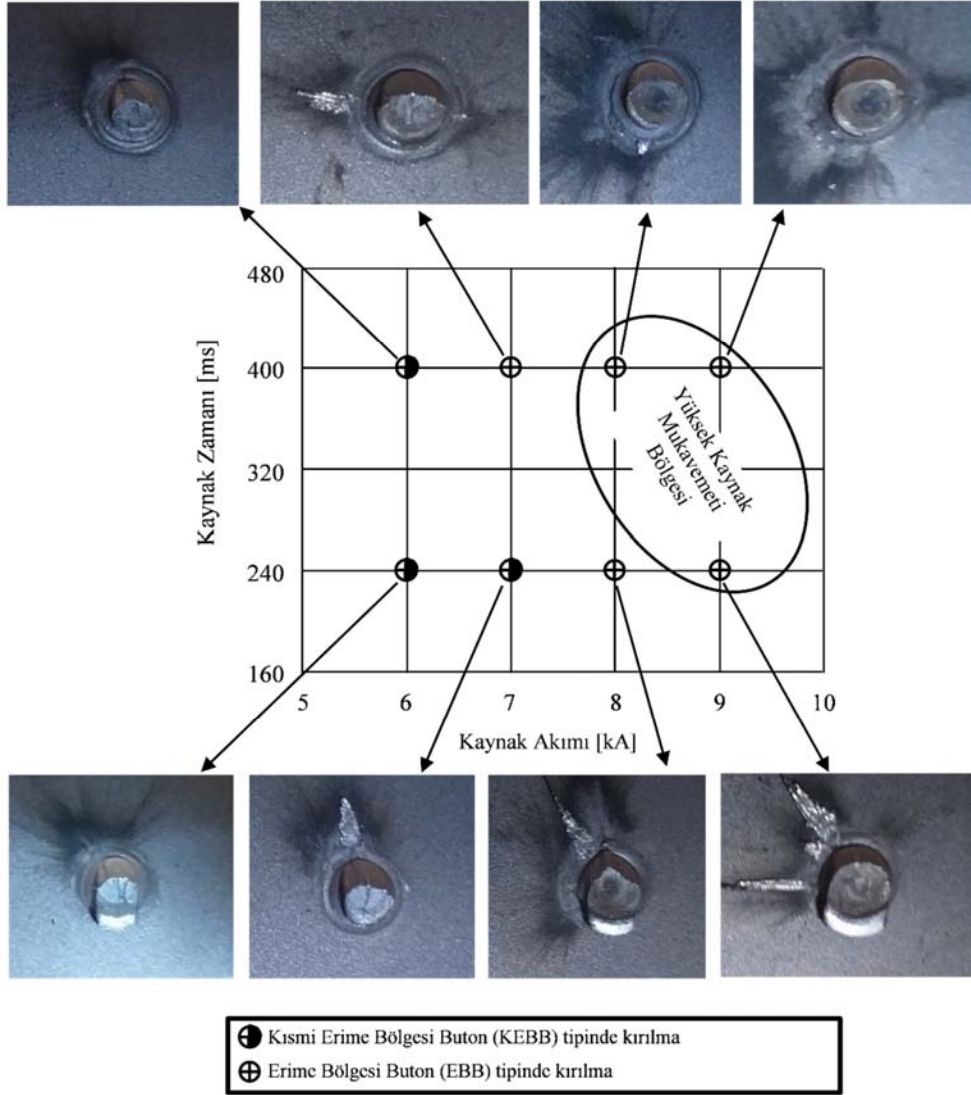 480
400
320
240
160
5 6 7 8 9 10
Kaynak Zamanı [ms]
Kaynak Akımı [kA]
Yüksek Kaynak
Mukavemeti
Bölgesi
Kısmi Erime Bölgesi Buton (KEBB) tipinde kırılma
Erime Bölgesi Buton (EBB) tipinde kırılma